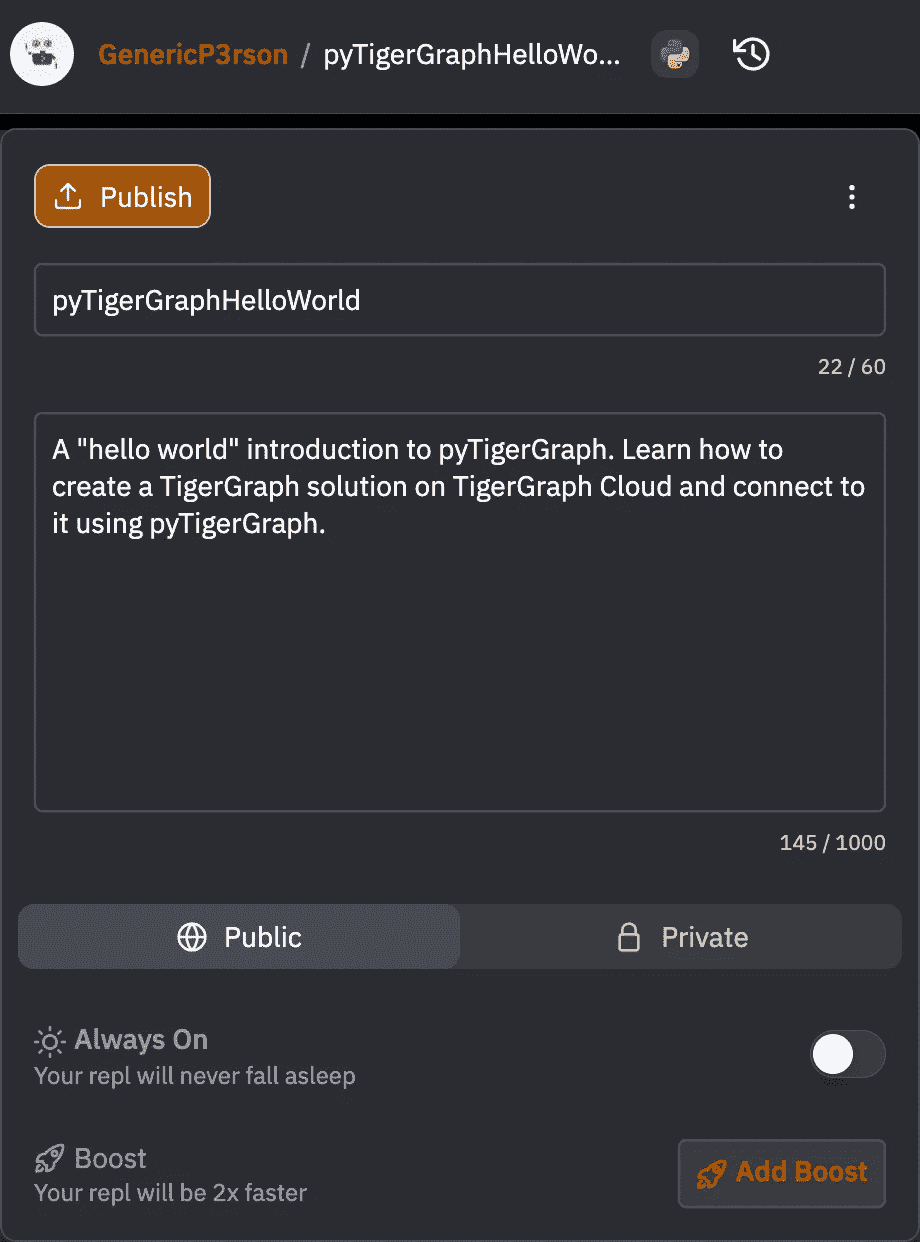 GenericP3rson / pyTigerGraphHelloWo...
Publish
pyTigerGraphHelloWorld
22 / 60
A "hello world" introduction to pyTigerGraph. Learn how to
create a TigerGraph solution on TigerGraph Cloud and connect to
it using pyTigerGraph.
145 / 1000
Public
Private
Always On
Your repl will never fall asleep
Boost
Your repl will be 2x faster
Add Boost